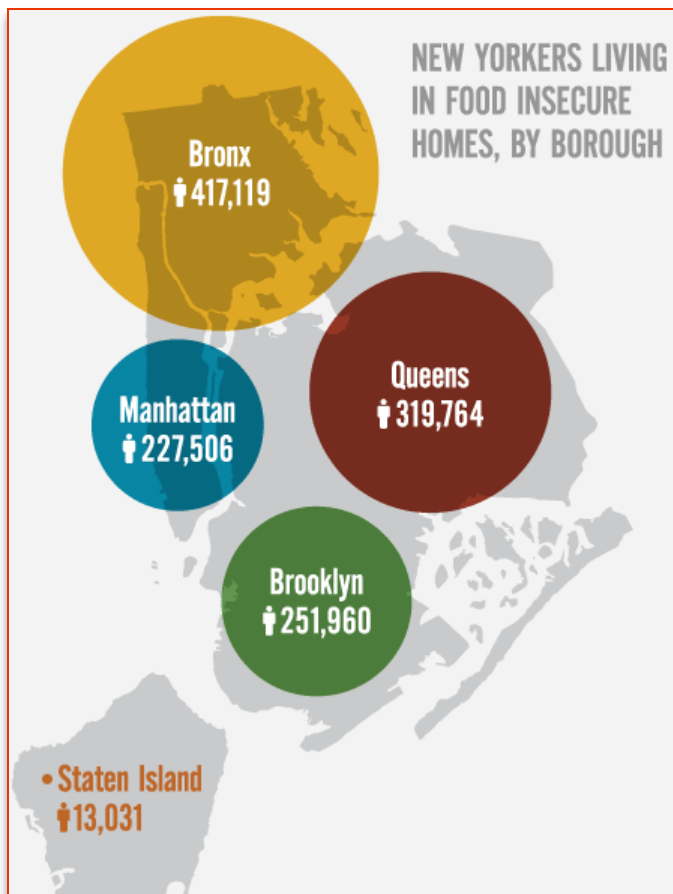 NEW YORKERS LIVING
IN FOOD INSECURE
HOMES, BY BOROUGH
Bronx
417,119
Queens
319,764
Manhattan
227,506
Brooklyn
251,960
• Staten Island
13,031